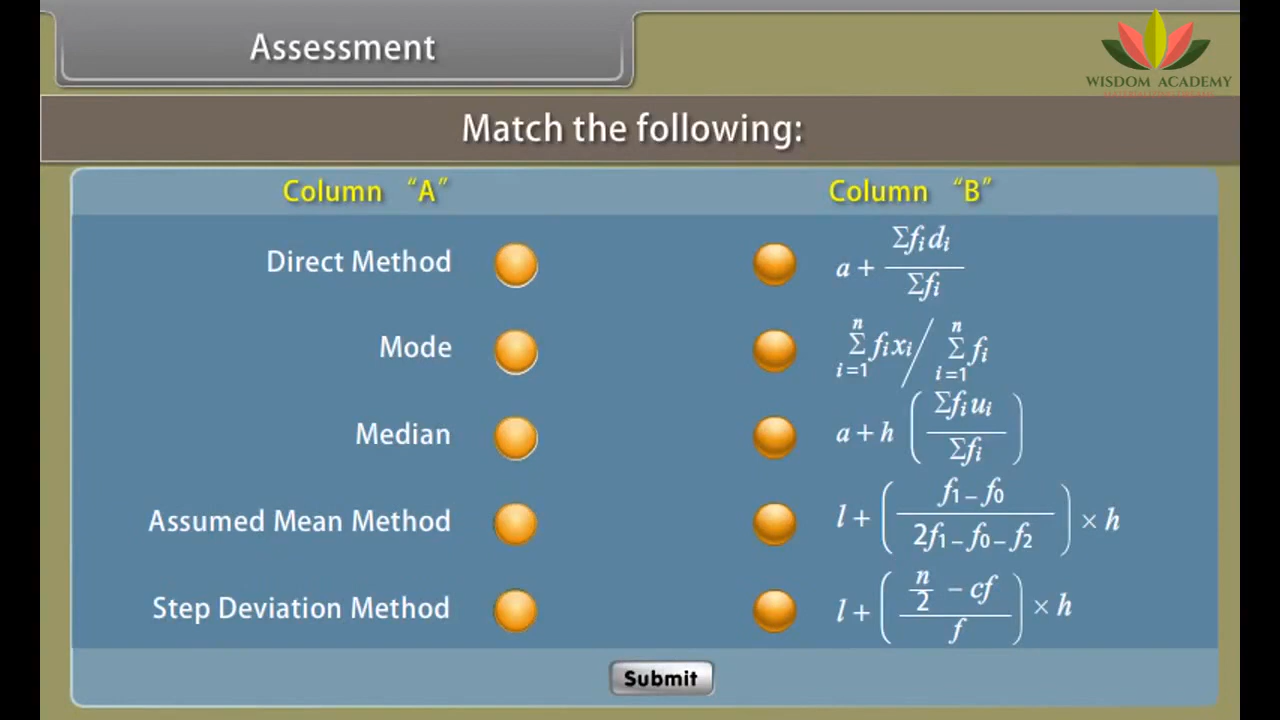 Assessment
WISDOM ACADEMY
Match the following:
Column “A” Column “B”
Direct Method a + Σfᵢdᵢ / Σfᵢ
Mode nΣi=1 fᵢxᵢ / nΣi=1 fᵢ
Median a + h (Σfᵢuᵢ / Σfᵢ)
Assumed Mean Method l + (f₁ – f₀ / 2f₁ – f₀ – f₂) × h
Step Deviation Method l + (n/2 – cf / f) × h
Submit